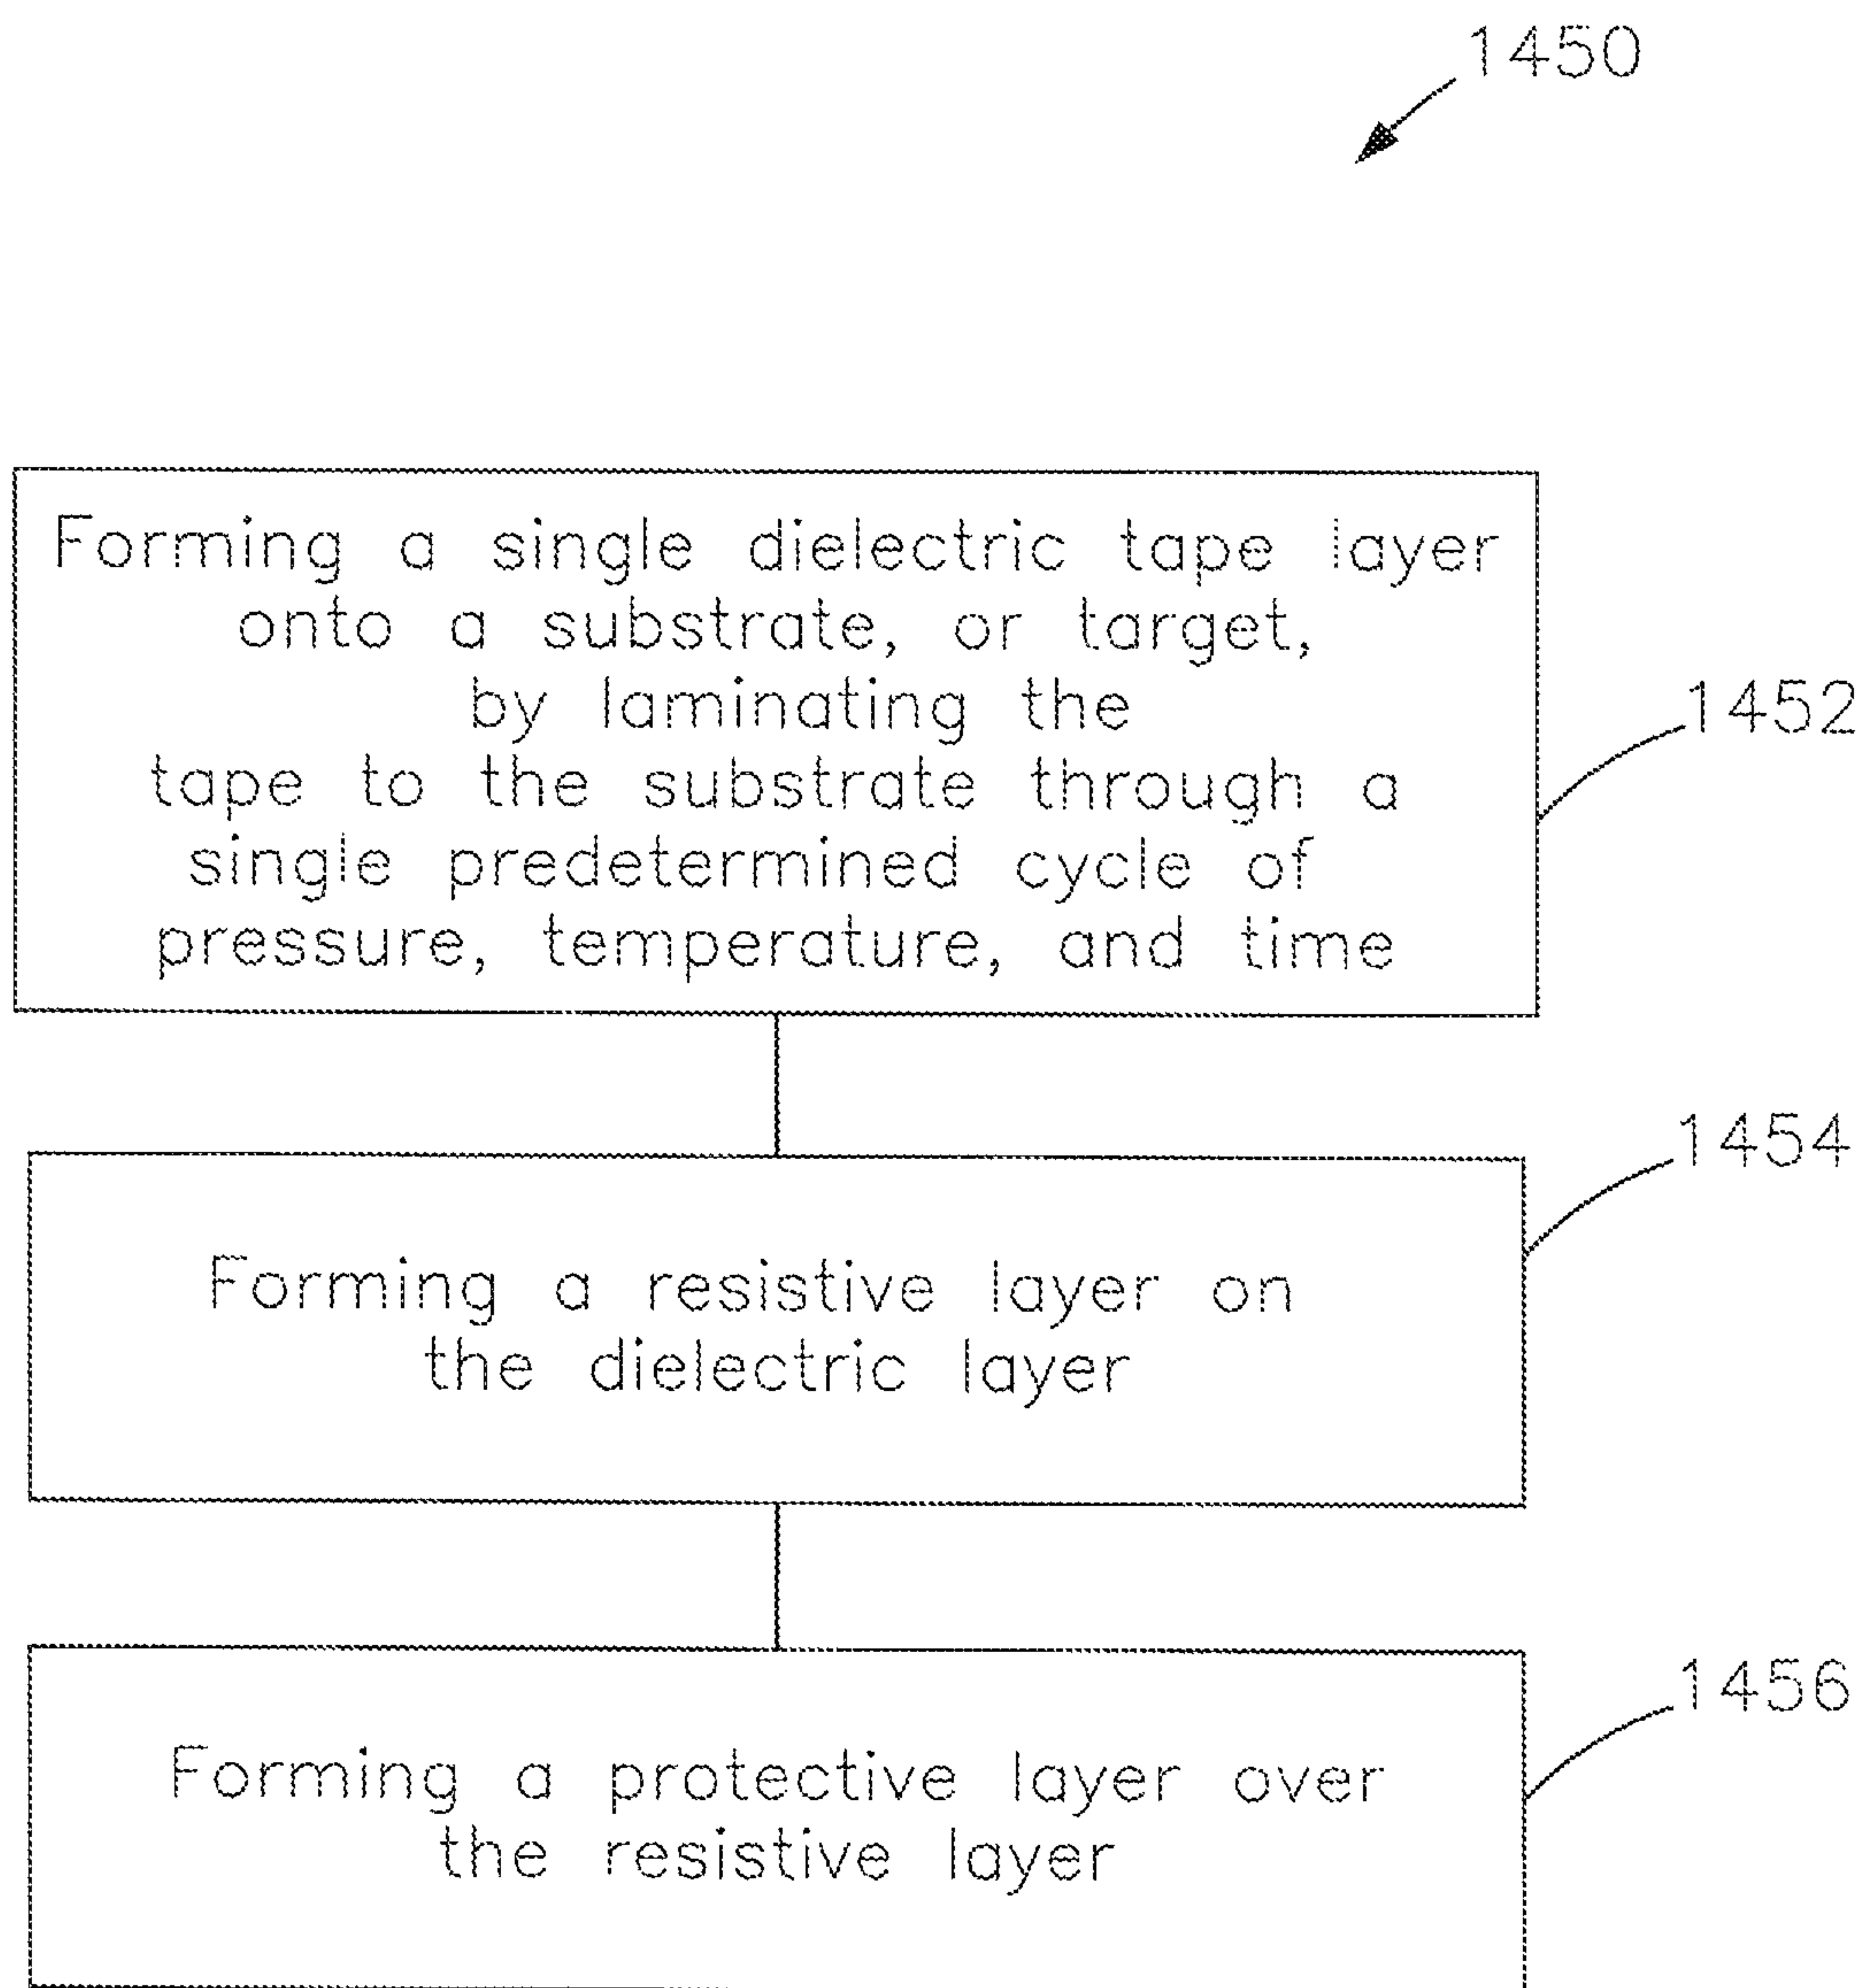 1450
Forming a single dielectric tape layer
onto a substrate, or target,
by laminating the
tape to the substrate through a
single predetermined cycle of
pressure, temperature, and time
1452
1454
Forming a resistive layer on
the dielectric layer
1456
Forming a protective layer over
the resistive layer